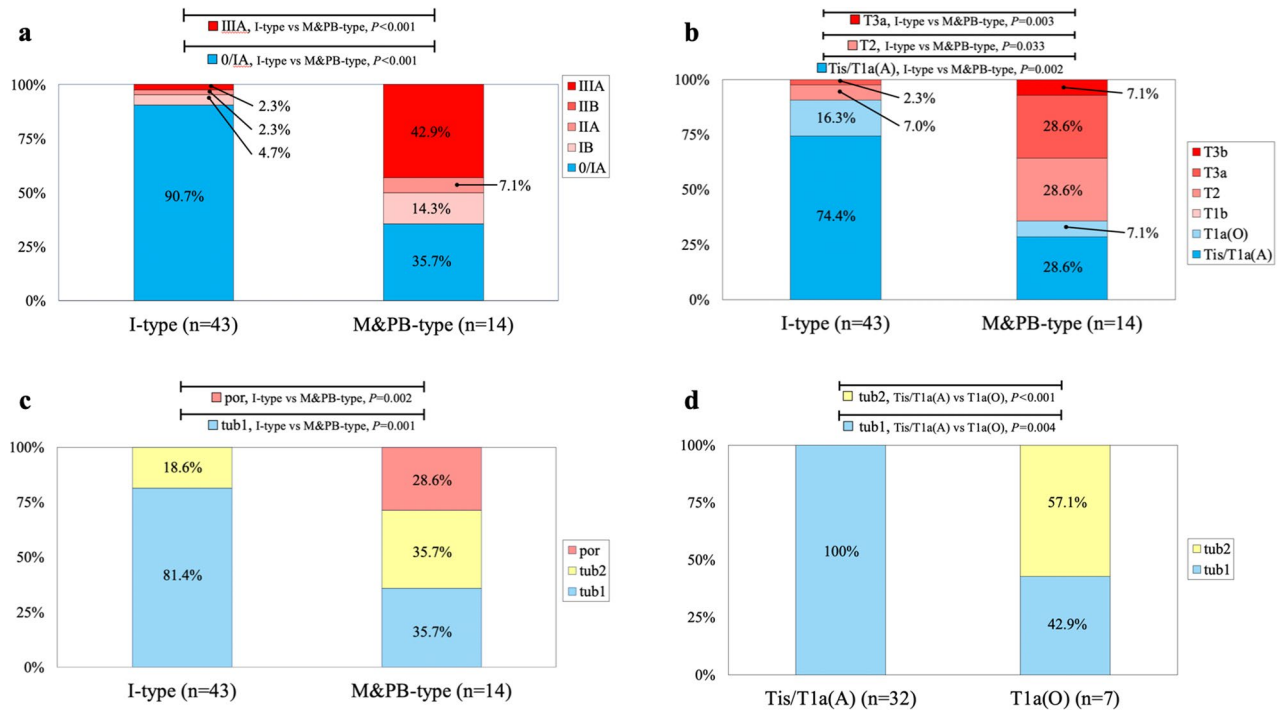 a
IIIA, I-type vs M&PB-type, P<0.001
0/IA, I-type vs M&PB-type, P<0.001
100%
75%
50%
25%
0%
2.3%
2.3%
4.7%
90.7%
42.9%
7.1%
14.3%
35.7%
I-type (n=43)
M&PB-type (n=14)
IIIA
IIB
IIA
IB
0/IA
b
T3a, I-type vs M&PB-type, P=0.003
T2, I-type vs M&PB-type, P=0.033
Tis/T1a(A), I-type vs M&PB-type, P=0.002
100%
75%
50%
25%
0%
2.3%
7.0%
16.3%
74.4%
7.1%
28.6%
28.6%
7.1%
28.6%
I-type (n=43)
M&PB-type (n=14)
T3b
T3a
T2
T1b
T1a(O)
Tis/T1a(A)
c
por, I-type vs M&PB-type, P=0.002
tub1, I-type vs M&PB-type, P=0.001
100%
75%
50%
25%
0%
18.6%
81.4%
28.6%
35.7%
35.7%
I-type (n=43)
M&PB-type (n=14)
por
tub2
tub1
d
tub2, Tis/T1a(A) vs T1a(O), P<0.001
tub1, Tis/T1a(A) vs T1a(O), P=0.004
100%
75%
50%
25%
0%
100%
57.1%
42.9%
Tis/T1a(A) (n=32)
T1a(O) (n=7)
tub2
tub1